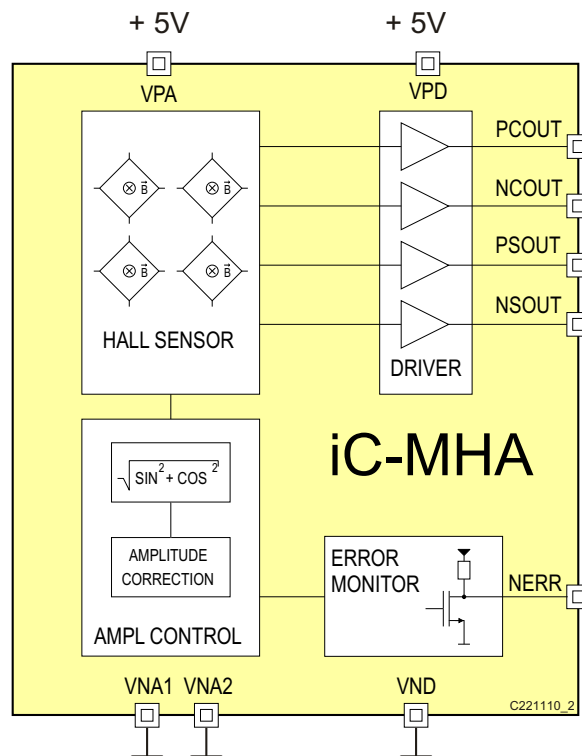 + 5V
+ 5V
VPA
VPD
PCOUT
NCOUT
PSOUT
NSOUT
B
B
B
B
HALL SENSOR
DRIVER
iC-MHA
√SIN² + COS²
AMPLITUDE
CORRECTION
AMPL CONTROL
ERROR
MONITOR
NERR
VNA1
VNA2
VND
C221110_2